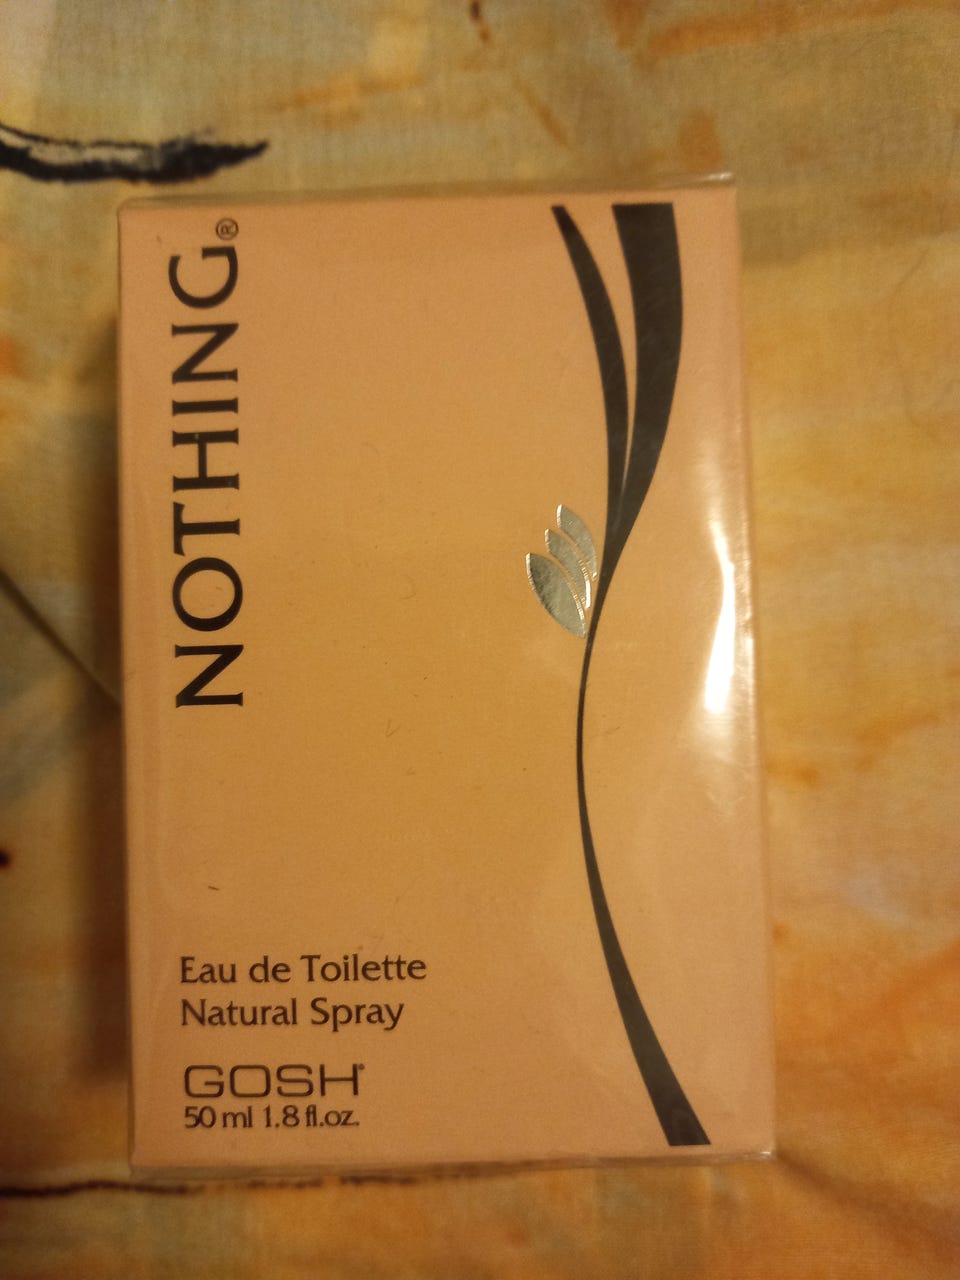 NOTHING®
Eau de Toilette
Natural Spray
GOSH®
50 ml 1.8 fl.oz.